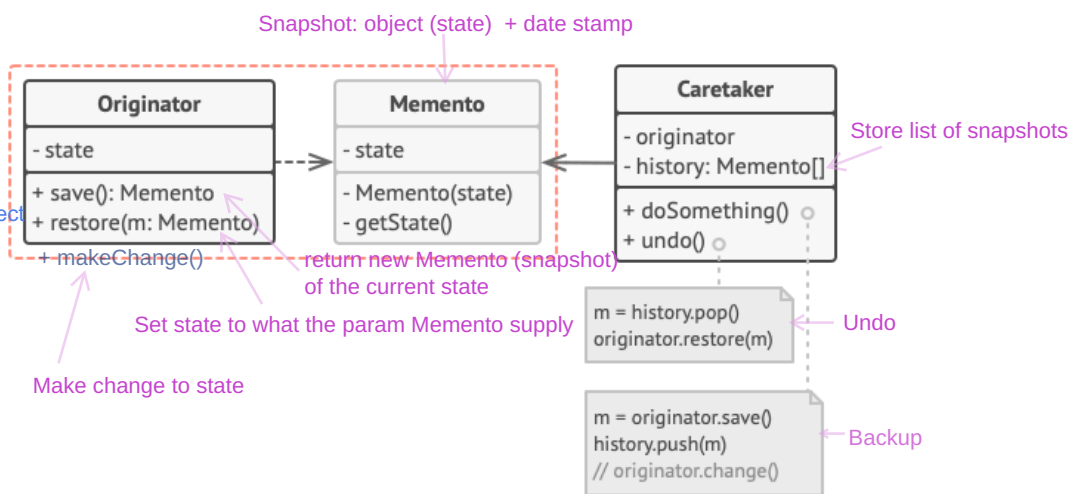 Snapshot: object (state)  + date stamp
Originator
- state
+ save(): Memento
+ restore(m: Memento)
ect
+ makeChange()
Memento
- state
- Memento(state)
- getState()
Caretaker
- originator
- history: Memento[]
+ doSomething()
+ undo()
Store list of snapshots
return new Memento (snapshot)
of the current state
Set state to what the param Memento supply
Make change to state
m = history.pop()
originator.restore(m)
Undo
m = originator.save()
history.push(m)
// originator.change()
Backup